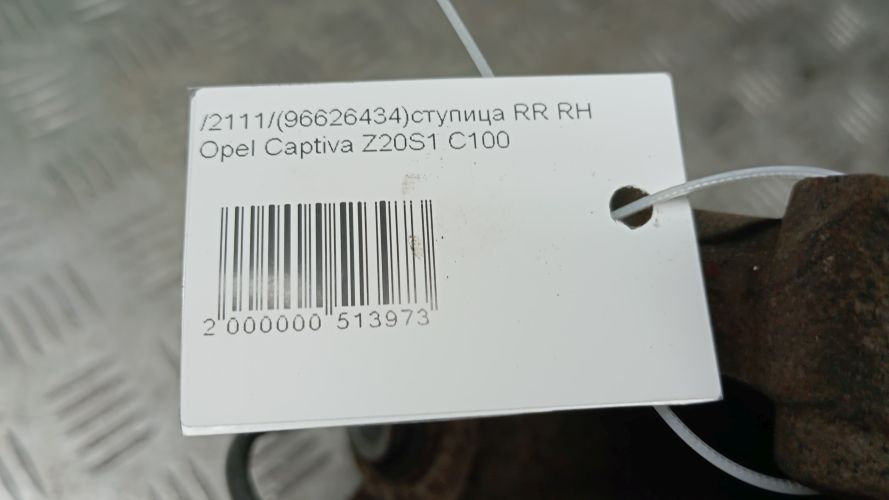 /2111/(96626434)ступица RR RH
Opel Captiva Z20S1 C100
2 000000 513973